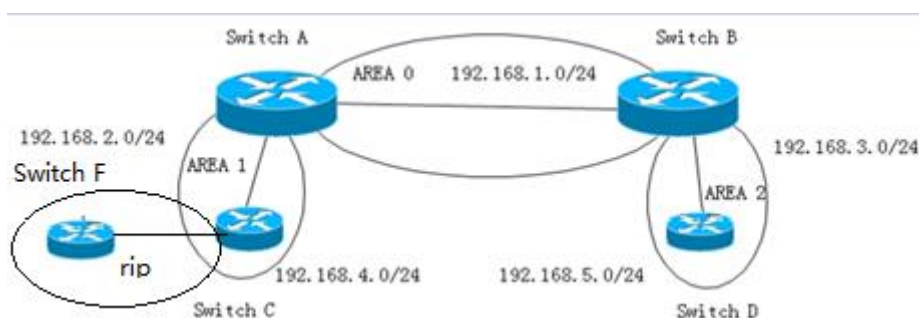 Switch A
Switch B
AREA 0
192.168.1.0/24
192.168.2.0/24
192.168.3.0/24
Switch F
AREA 1
AREA 2
rip
192.168.4.0/24
192.168.5.0/24
Switch C
Switch D